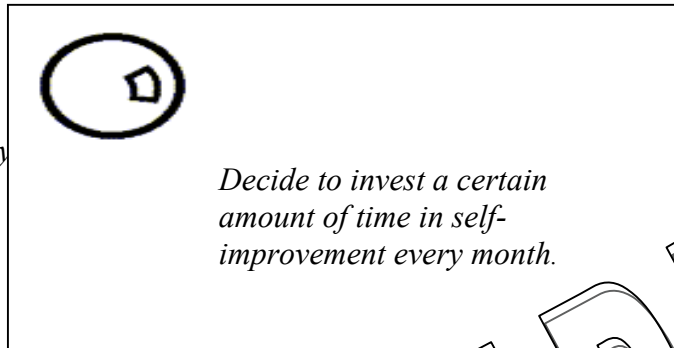 Decide to invest a certain
amount of time in self-
improvement every month.